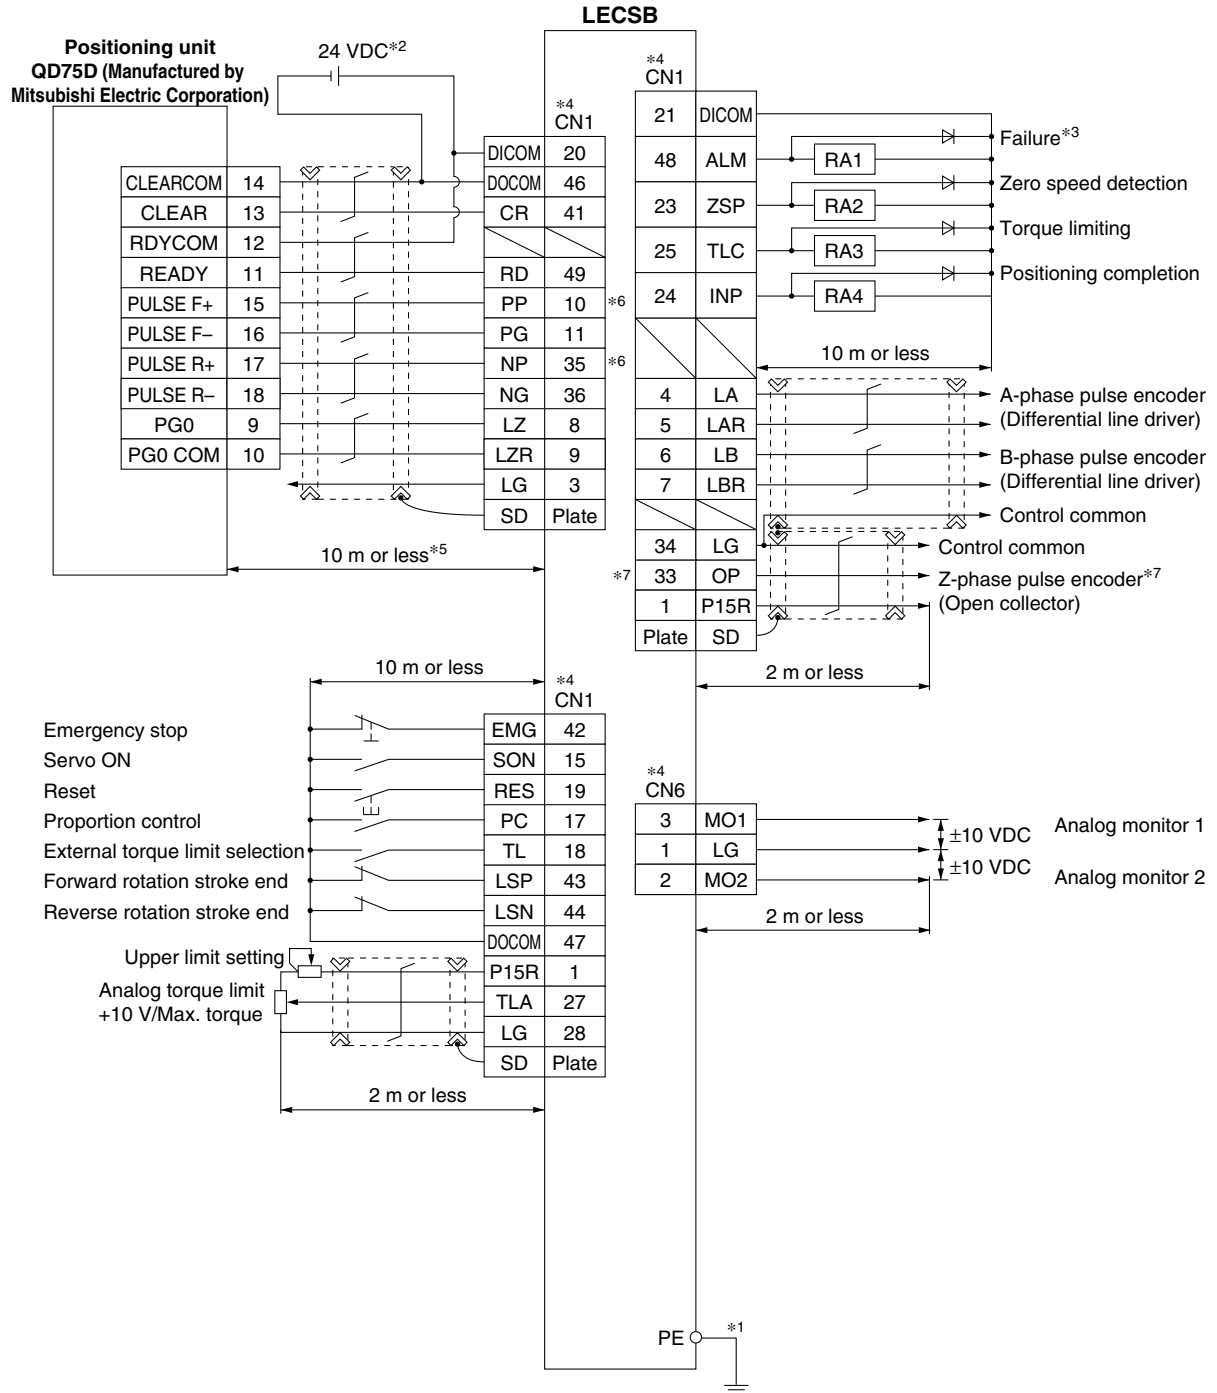 LECSB
Positioning unit
QD75D (Manufactured by
Mitsubishi Electric Corporation)
24 VDC*2
*4
CN1
DICOM 20
CLEARCOM 14 DOCOM 46
CLEAR 13 CR 41
RDYCOM 12
READY 11 RD 49
PULSE F+ 15 PP 10 *6
PULSE F− 16 PG 11
PULSE R+ 17 NP 35 *6
PULSE R− 18 NG 36
PG0 9 LZ 8
PG0 COM 10 LZR 9
LG 3
SD Plate
10 m or less*5
*4
CN1
21 DICOM
48 ALM RA1 Failure*3
23 ZSP RA2 Zero speed detection
25 TLC RA3 Torque limiting
24 INP RA4 Positioning completion
10 m or less
4 LA A-phase pulse encoder
5 LAR (Differential line driver)
6 LB B-phase pulse encoder
7 LBR (Differential line driver)
Control common
34 LG Control common
*7 33 OP Z-phase pulse encoder*7
1 P15R (Open collector)
Plate SD
2 m or less
10 m or less
*4
CN1
Emergency stop EMG 42
Servo ON SON 15
Reset RES 19
Proportion control PC 17
External torque limit selection TL 18
Forward rotation stroke end LSP 43
Reverse rotation stroke end LSN 44
DOCOM 47
Upper limit setting P15R 1
Analog torque limit
+10 V/Max. torque TLA 27
LG 28
SD Plate
2 m or less
*4
CN6
3 MO1 Analog monitor 1
±10 VDC
1 LG
±10 VDC
2 MO2 Analog monitor 2
2 m or less
PE *1